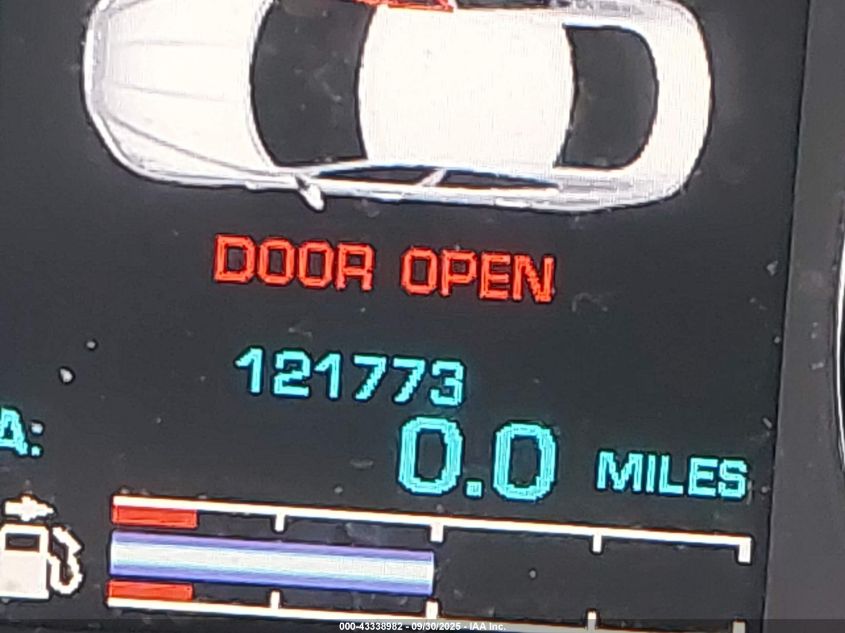 DOOR OPEN
121773
A:
0.0 MILES
000-43338982 - 09/30/2025 - IAA Inc.